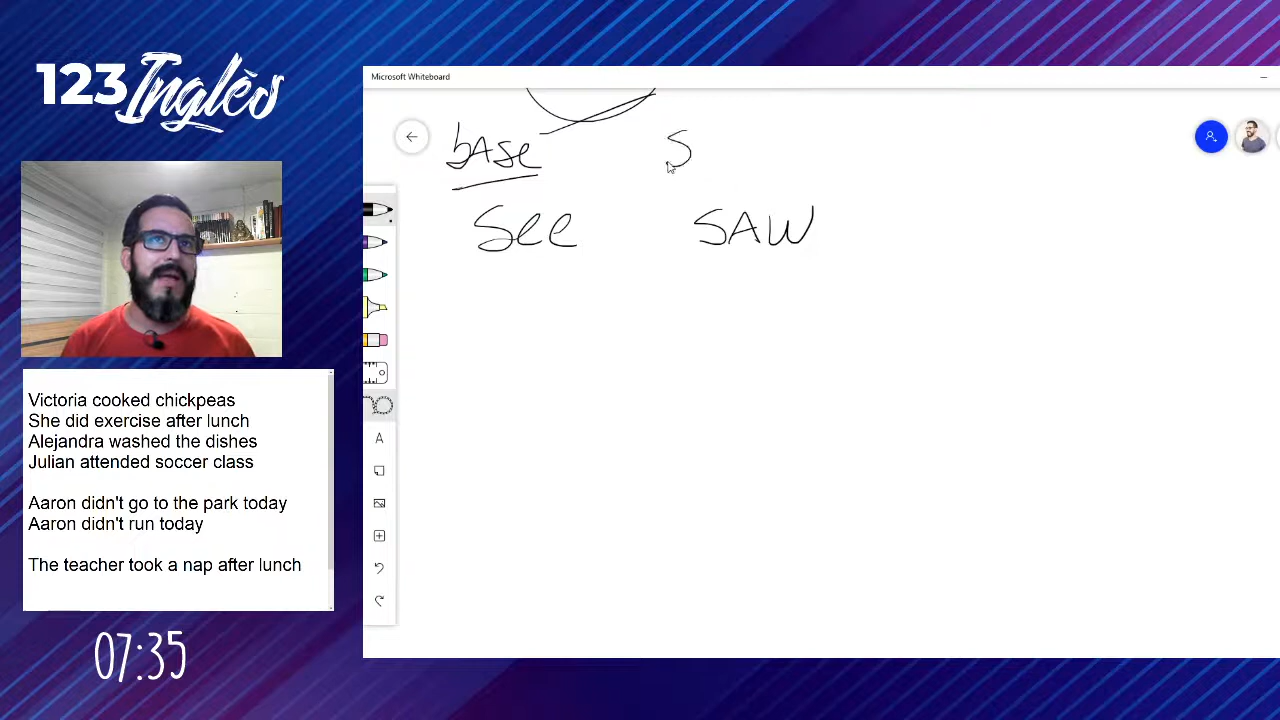 123 Inglès
Microsoft Whiteboard
bAse S
See SAW
A
Victoria cooked chickpeas
She did exercise after lunch
Alejandra washed the dishes
Julian attended soccer class
Aaron didn't go to the park today
Aaron didn't run today
The teacher took a nap after lunch
07:35